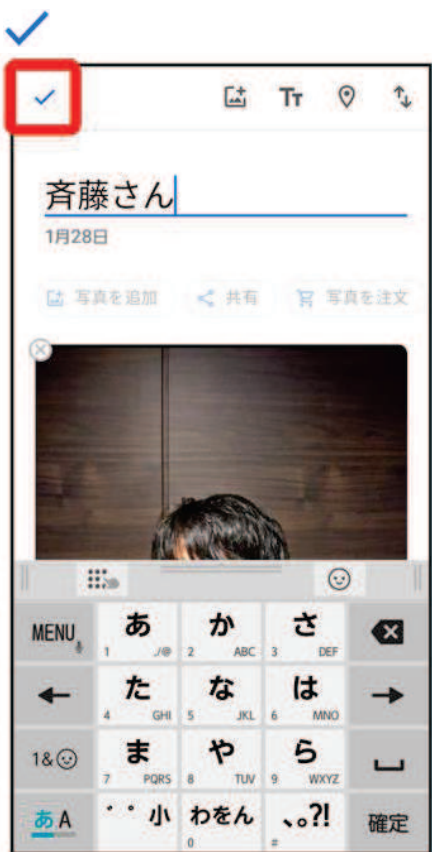 Tт
斉藤さん
1月28日
写真を追加 共有 写真を注文
MENU あ か さ
1 ./@ 2 ABC 3 DEF
た な は
4 GHI 5 JKL 6 MNO
1& ま や ら
7 PQRS 8 TUV 9 WXYZ
あA ゛゜小 わをん 、。?! 確定
0 #